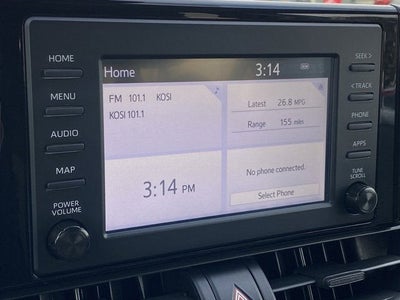 HOME
MENU
AUDIO
MAP
POWER
VOLUME
Home 3:14
FM 101.1 KOSI
KOSI 101.1
Latest 26.8 MPG
Range 155 miles
3:14 PM
No phone connected.
Select Phone
SEEK >
< TRACK
PHONE
APPS
TUNE
SCROLL